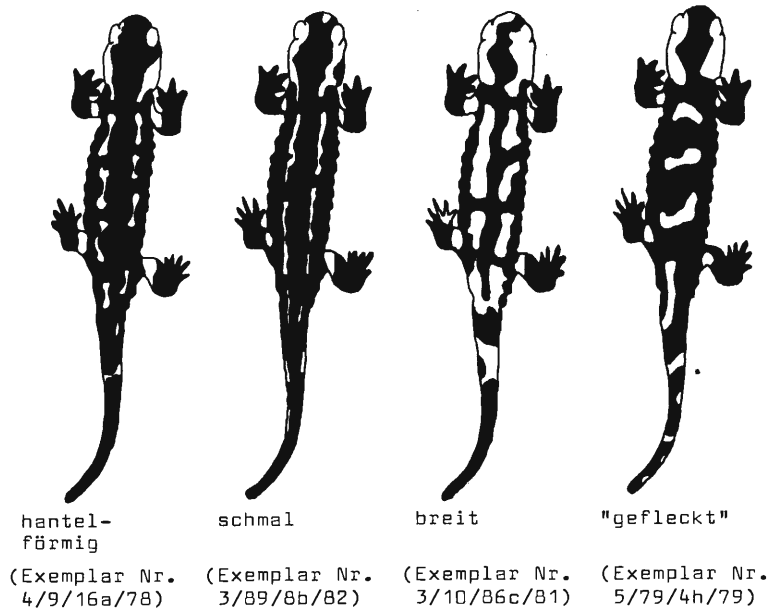 hantel-
förmig
(Exemplar Nr.
4/9/16a/78)
schmal
(Exemplar Nr.
3/89/8b/82)
breit
(Exemplar Nr.
3/10/86c/81)
"gefleckt"
(Exemplar Nr.
5/79/4h/79)